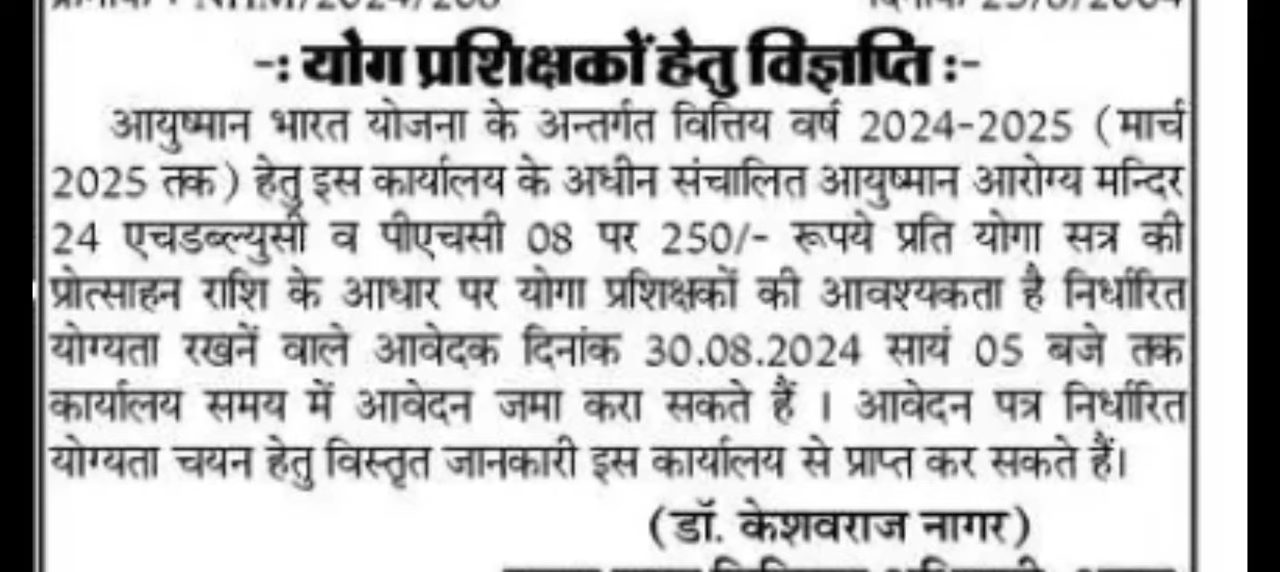 -: योग प्रशिक्षकों हेतु विज्ञप्ति :-
आयुष्मान भारत योजना के अन्तर्गत वित्तिय वर्ष 2024-2025 (मार्च
2025 तक) हेतु इस कार्यालय के अधीन संचालित आयुष्मान आरोग्य मन्दिर
24 एचडब्ल्युसी व पीएचसी 08 पर 250/- रूपये प्रति योगा सत्र की
प्रोत्साहन राशि के आधार पर योगा प्रशिक्षकों की आवश्यकता है निर्धारित
योग्यता रखनें वाले आवेदक दिनांक 30.08.2024 सायं 05 बजे तक
कार्यालय समय में आवेदन जमा करा सकते हैं । आवेदन पत्र निर्धारित
योग्यता चयन हेतु विस्तृत जानकारी इस कार्यालय से प्राप्त कर सकते हैं।
(डॉ. केशवराज नागर)